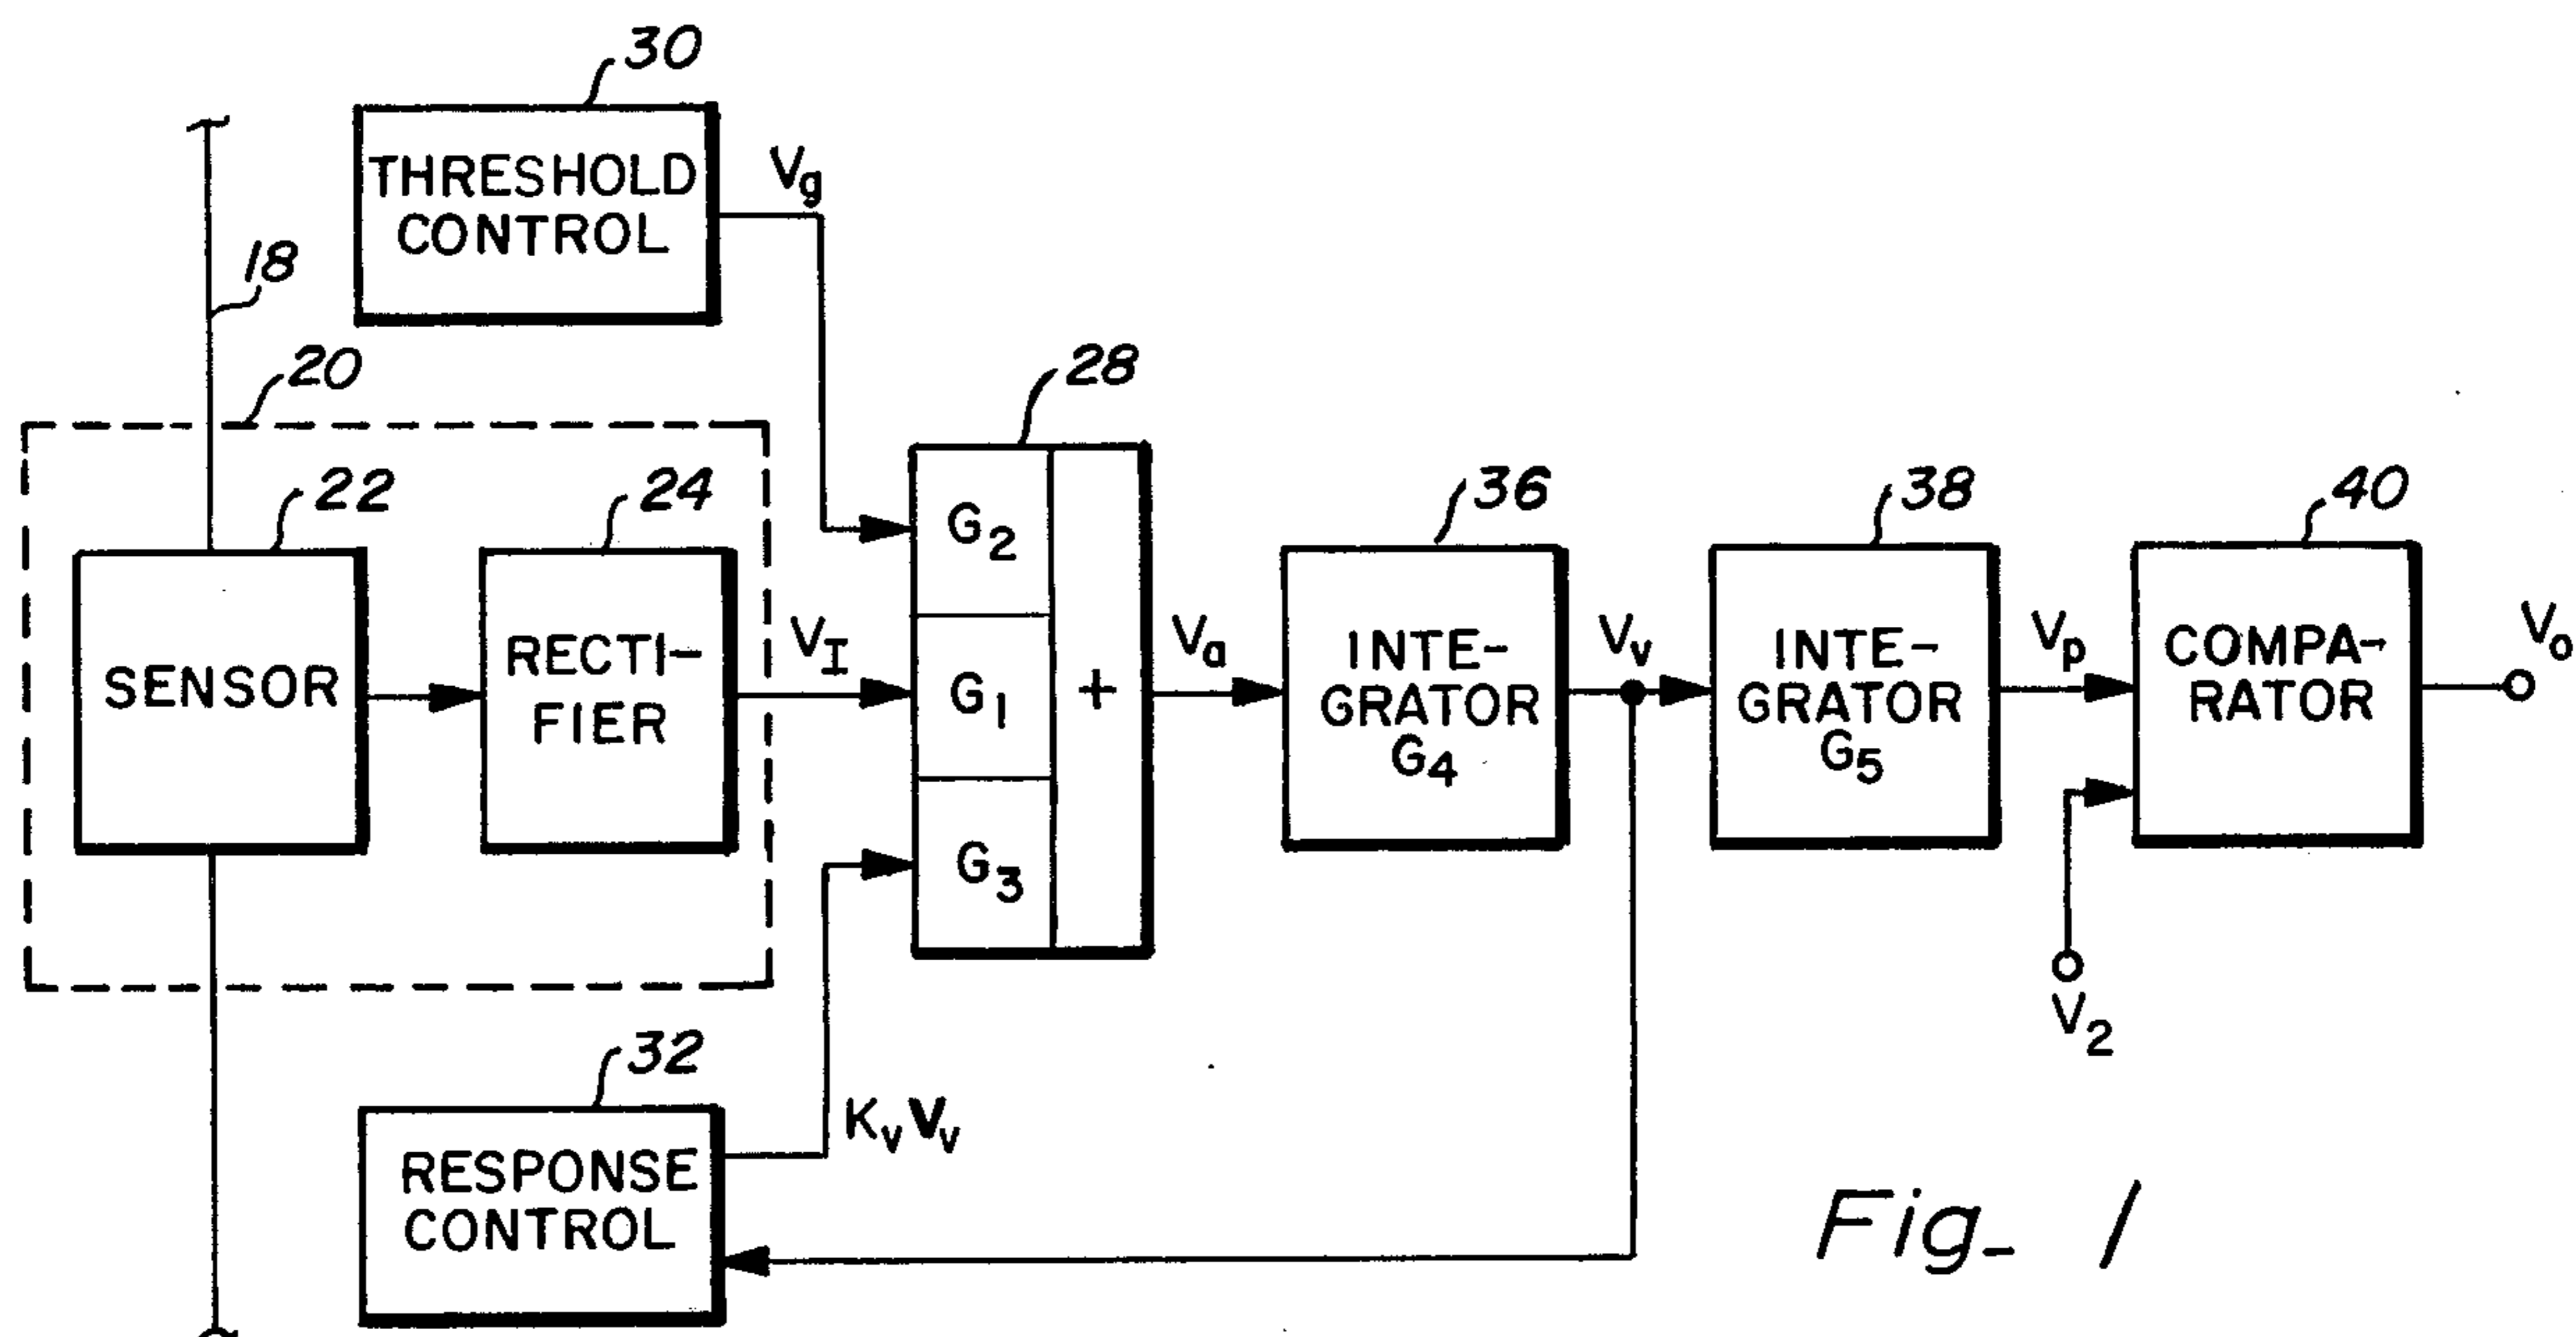 30
THRESHOLD
CONTROL
Vg
18
20
28
22
24
36
38
40
G2
SENSOR
RECTI-
FIER
VI
G1
+
Va
INTE-
GRATOR
G4
Vv
INTE-
GRATOR
G5
Vp
COMPA-
RATOR
Vo
G3
V2
32
KvVv
RESPONSE
CONTROL
Fig- 1